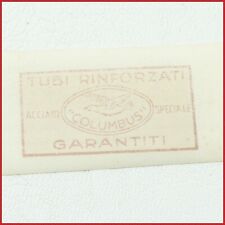 TUBI RINFORZATI
ACCIAIO "COLUMBUS" SPECIALE
GARANTITI